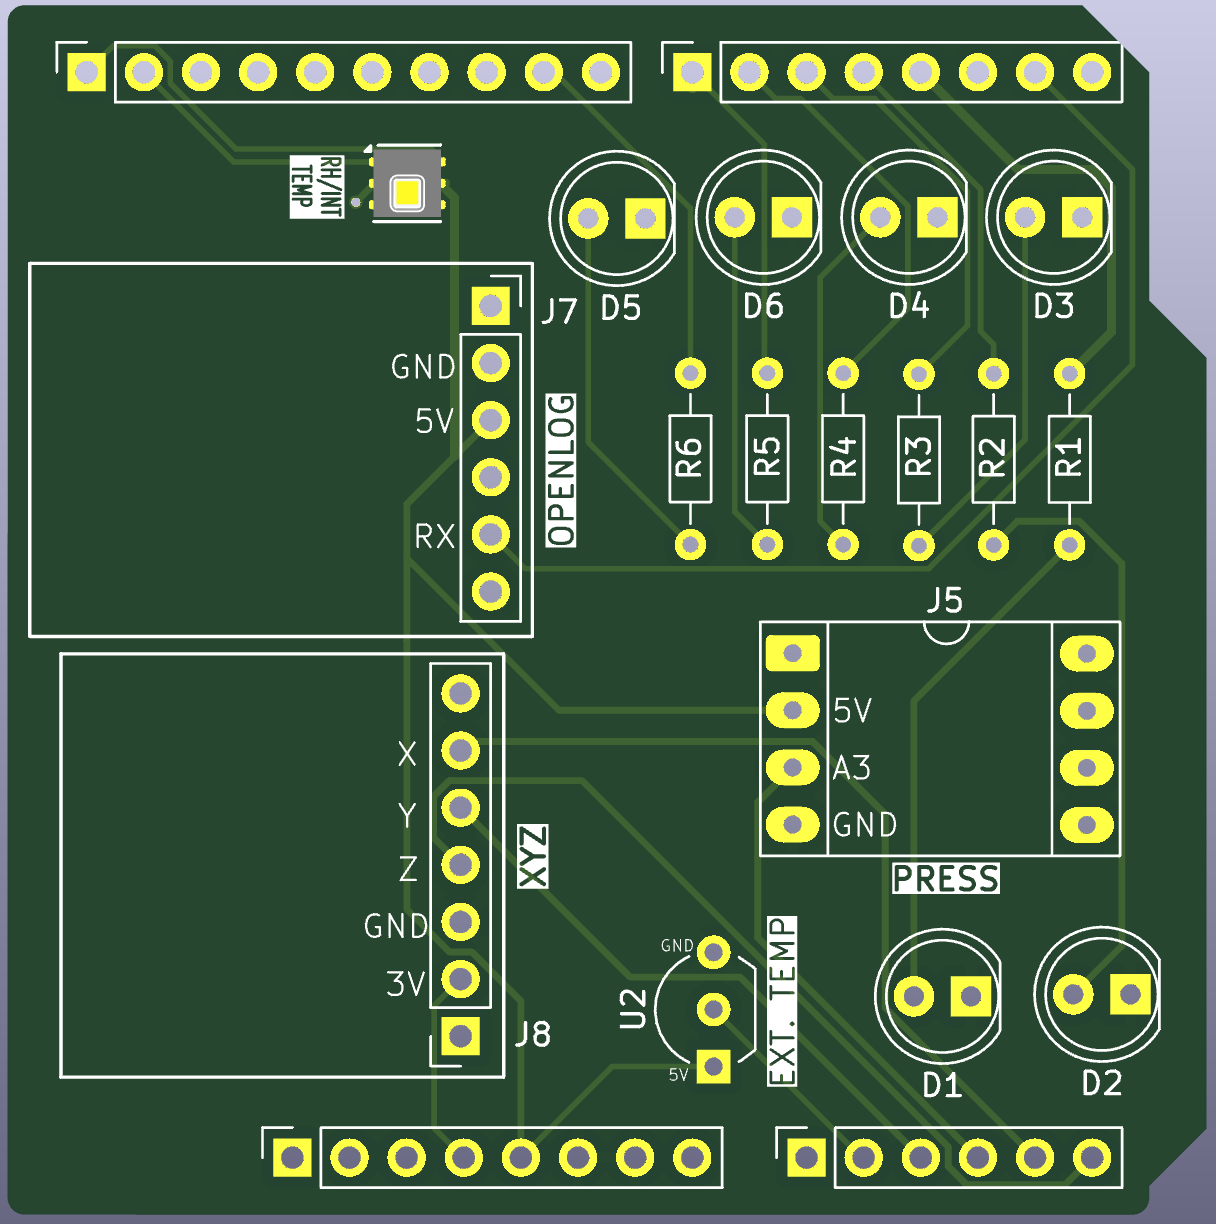 RH/INT
TEMP
D5
D6
D4
D3
J7
GND
5V
RX
OPENLOG
R6
R5
R4
R3
R2
R1
J5
5V
A3
GND
PRESS
X
Y
Z
GND
3V
XYZ
J8
GND
U2
5V
EXT. TEMP
D1
D2